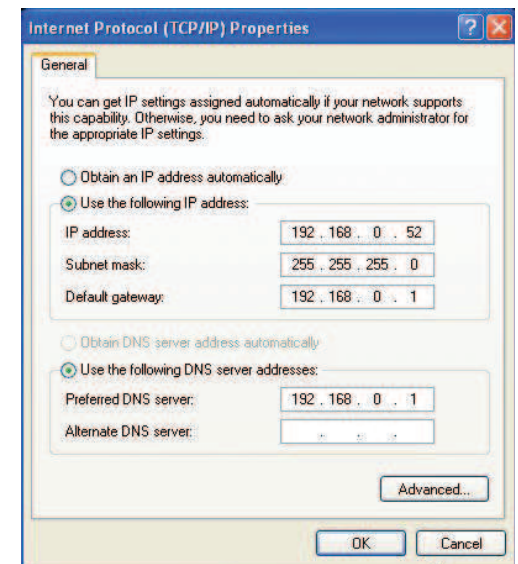 Internet Protocol (TCP/IP) Properties
General
You can get IP settings assigned automatically if your network supports
this capability. Otherwise, you need to ask your network administrator for
the appropriate IP settings.
Obtain an IP address automatically
Use the following IP address:
IP address: 192 . 168 . 0 . 52
Subnet mask: 255 . 255 . 255 . 0
Default gateway: 192 . 168 . 0 . 1
Obtain DNS server address automatically
Use the following DNS server addresses:
Preferred DNS server: 192 . 168 . 0 . 1
Alternate DNS server: . . .
Advanced...
OK Cancel